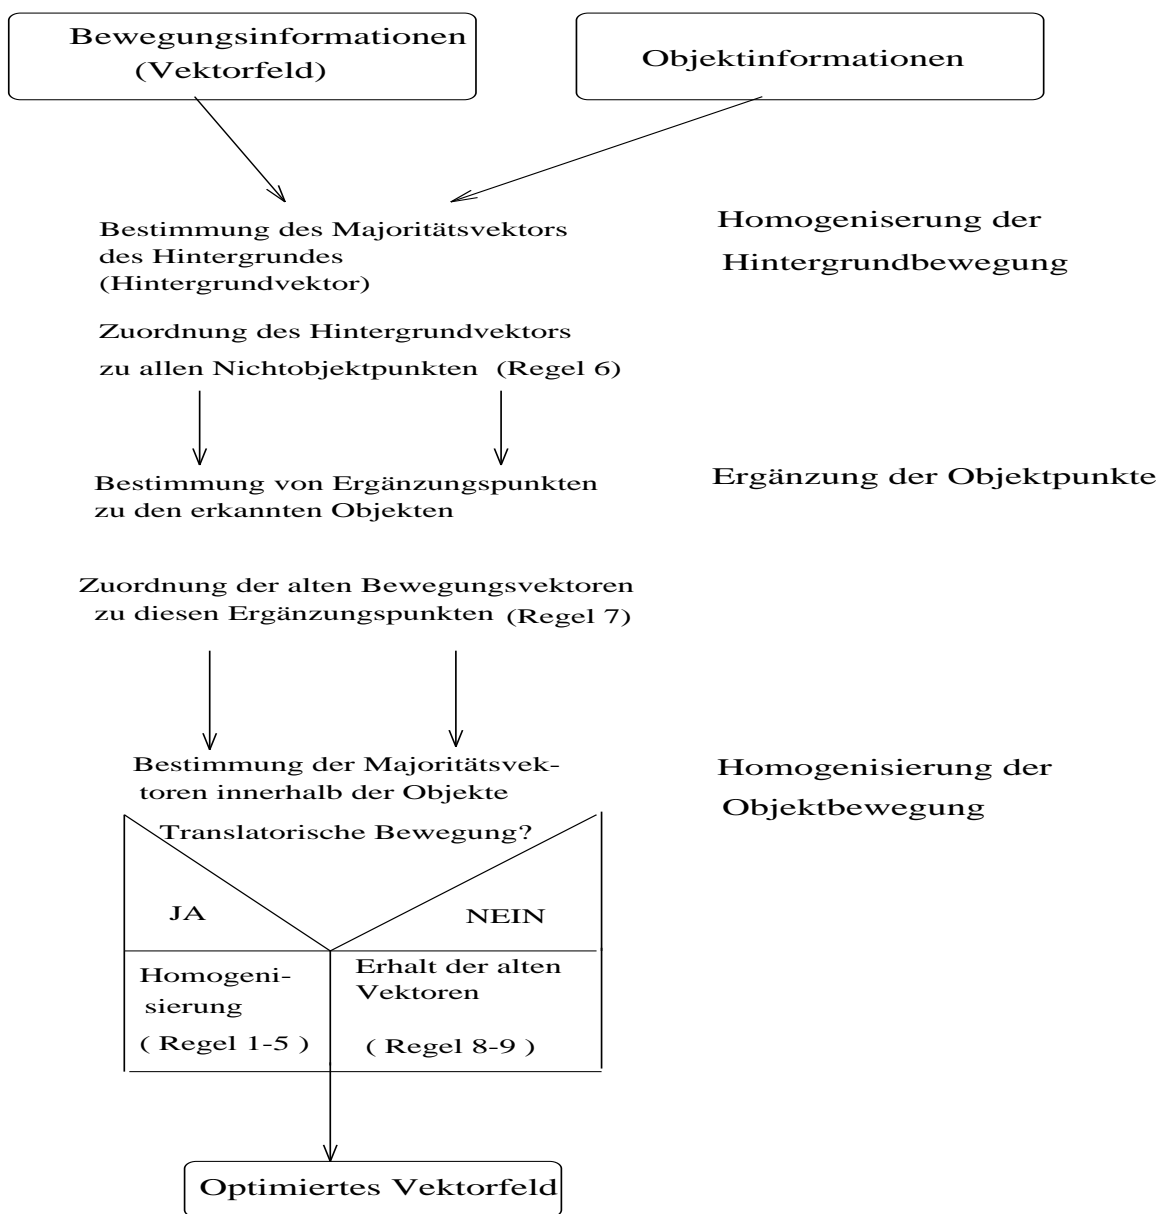 Bewegungsinformationen
(Vektorfeld)
Objektinformationen
Bestimmung des Majoritätsvektors
des Hintergrundes
(Hintergrundvektor)
Homogeniserung der
Hintergrundbewegung
Zuordnung des Hintergrundvektors
zu allen Nichtobjektpunkten (Regel 6)
Bestimmung von Ergänzungspunkten
zu den erkannten Objekten
Ergänzung der Objektpunkte
Zuordnung der alten Bewegungsvektoren
zu diesen Ergänzungspunkten (Regel 7)
Bestimmung der Majoritätsvek-
toren innerhalb der Objekte
Homogenisierung der
Objektbewegung
Translatorische Bewegung?
JA
NEIN
Homogeni-
sierung
( Regel 1-5 )
Erhalt der alten
Vektoren
( Regel 8-9 )
Optimiertes Vektorfeld